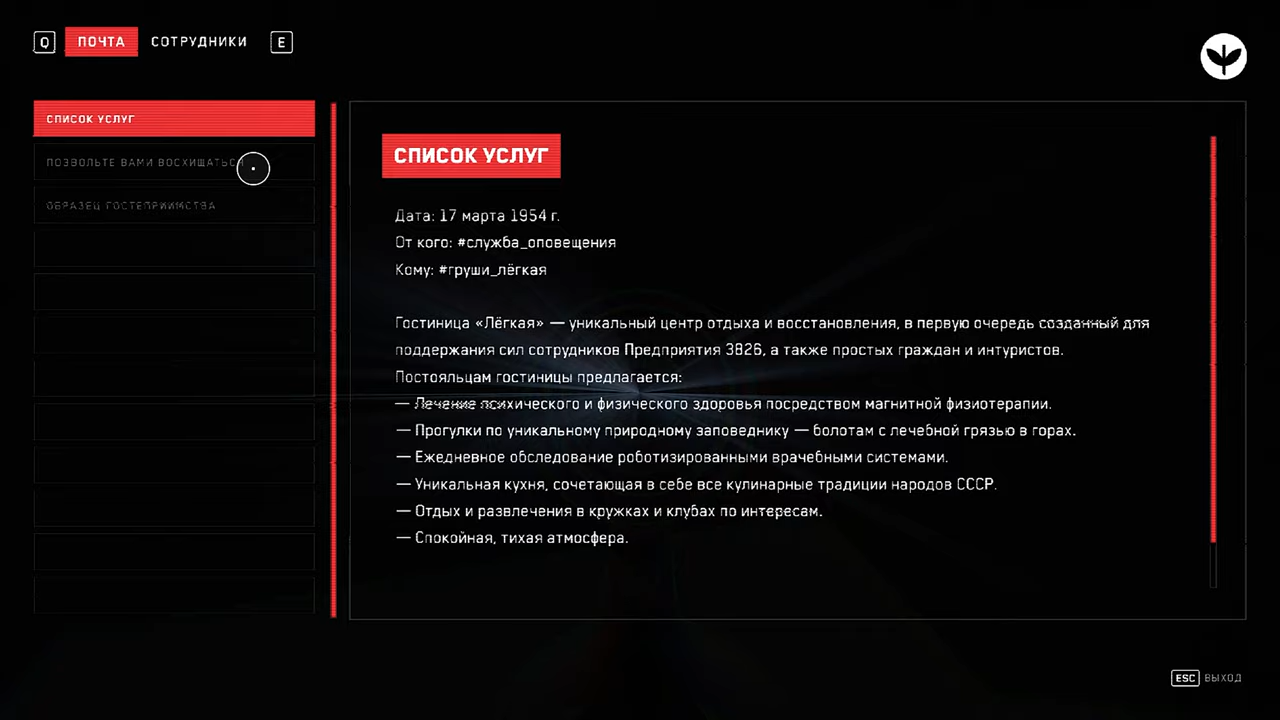 Q ПОЧТА СОТРУДНИКИ E
СПИСОК УСЛУГ
ПОЗВОЛЬТЕ ВАМИ ВОСХИЩАТЬСЯ
ОБРАЗЕЦ ГОСТЕПРИИМСТВА
СПИСОК УСЛУГ
Дата: 17 марта 1954 г.
От кого: #служба_оповещения
Кому: #груши_лёгкая
Гостиница «Лёгкая» — уникальный центр отдыха и восстановления, в первую очередь созданный для
поддержания сил сотрудников Предприятия 3826, а также простых граждан и интуристов.
Постояльцам гостиницы предлагается:
— Лечение психического и физического здоровья посредством магнитной физиотерапии.
— Прогулки по уникальному природному заповеднику — болотам с лечебной грязью в горах.
— Ежедневное обследование роботизированными врачебными системами.
— Уникальная кухня, сочетающая в себе все кулинарные традиции народов СССР.
— Отдых и развлечения в кружках и клубах по интересам.
— Спокойная, тихая атмосфера.
ESC ВЫХОД